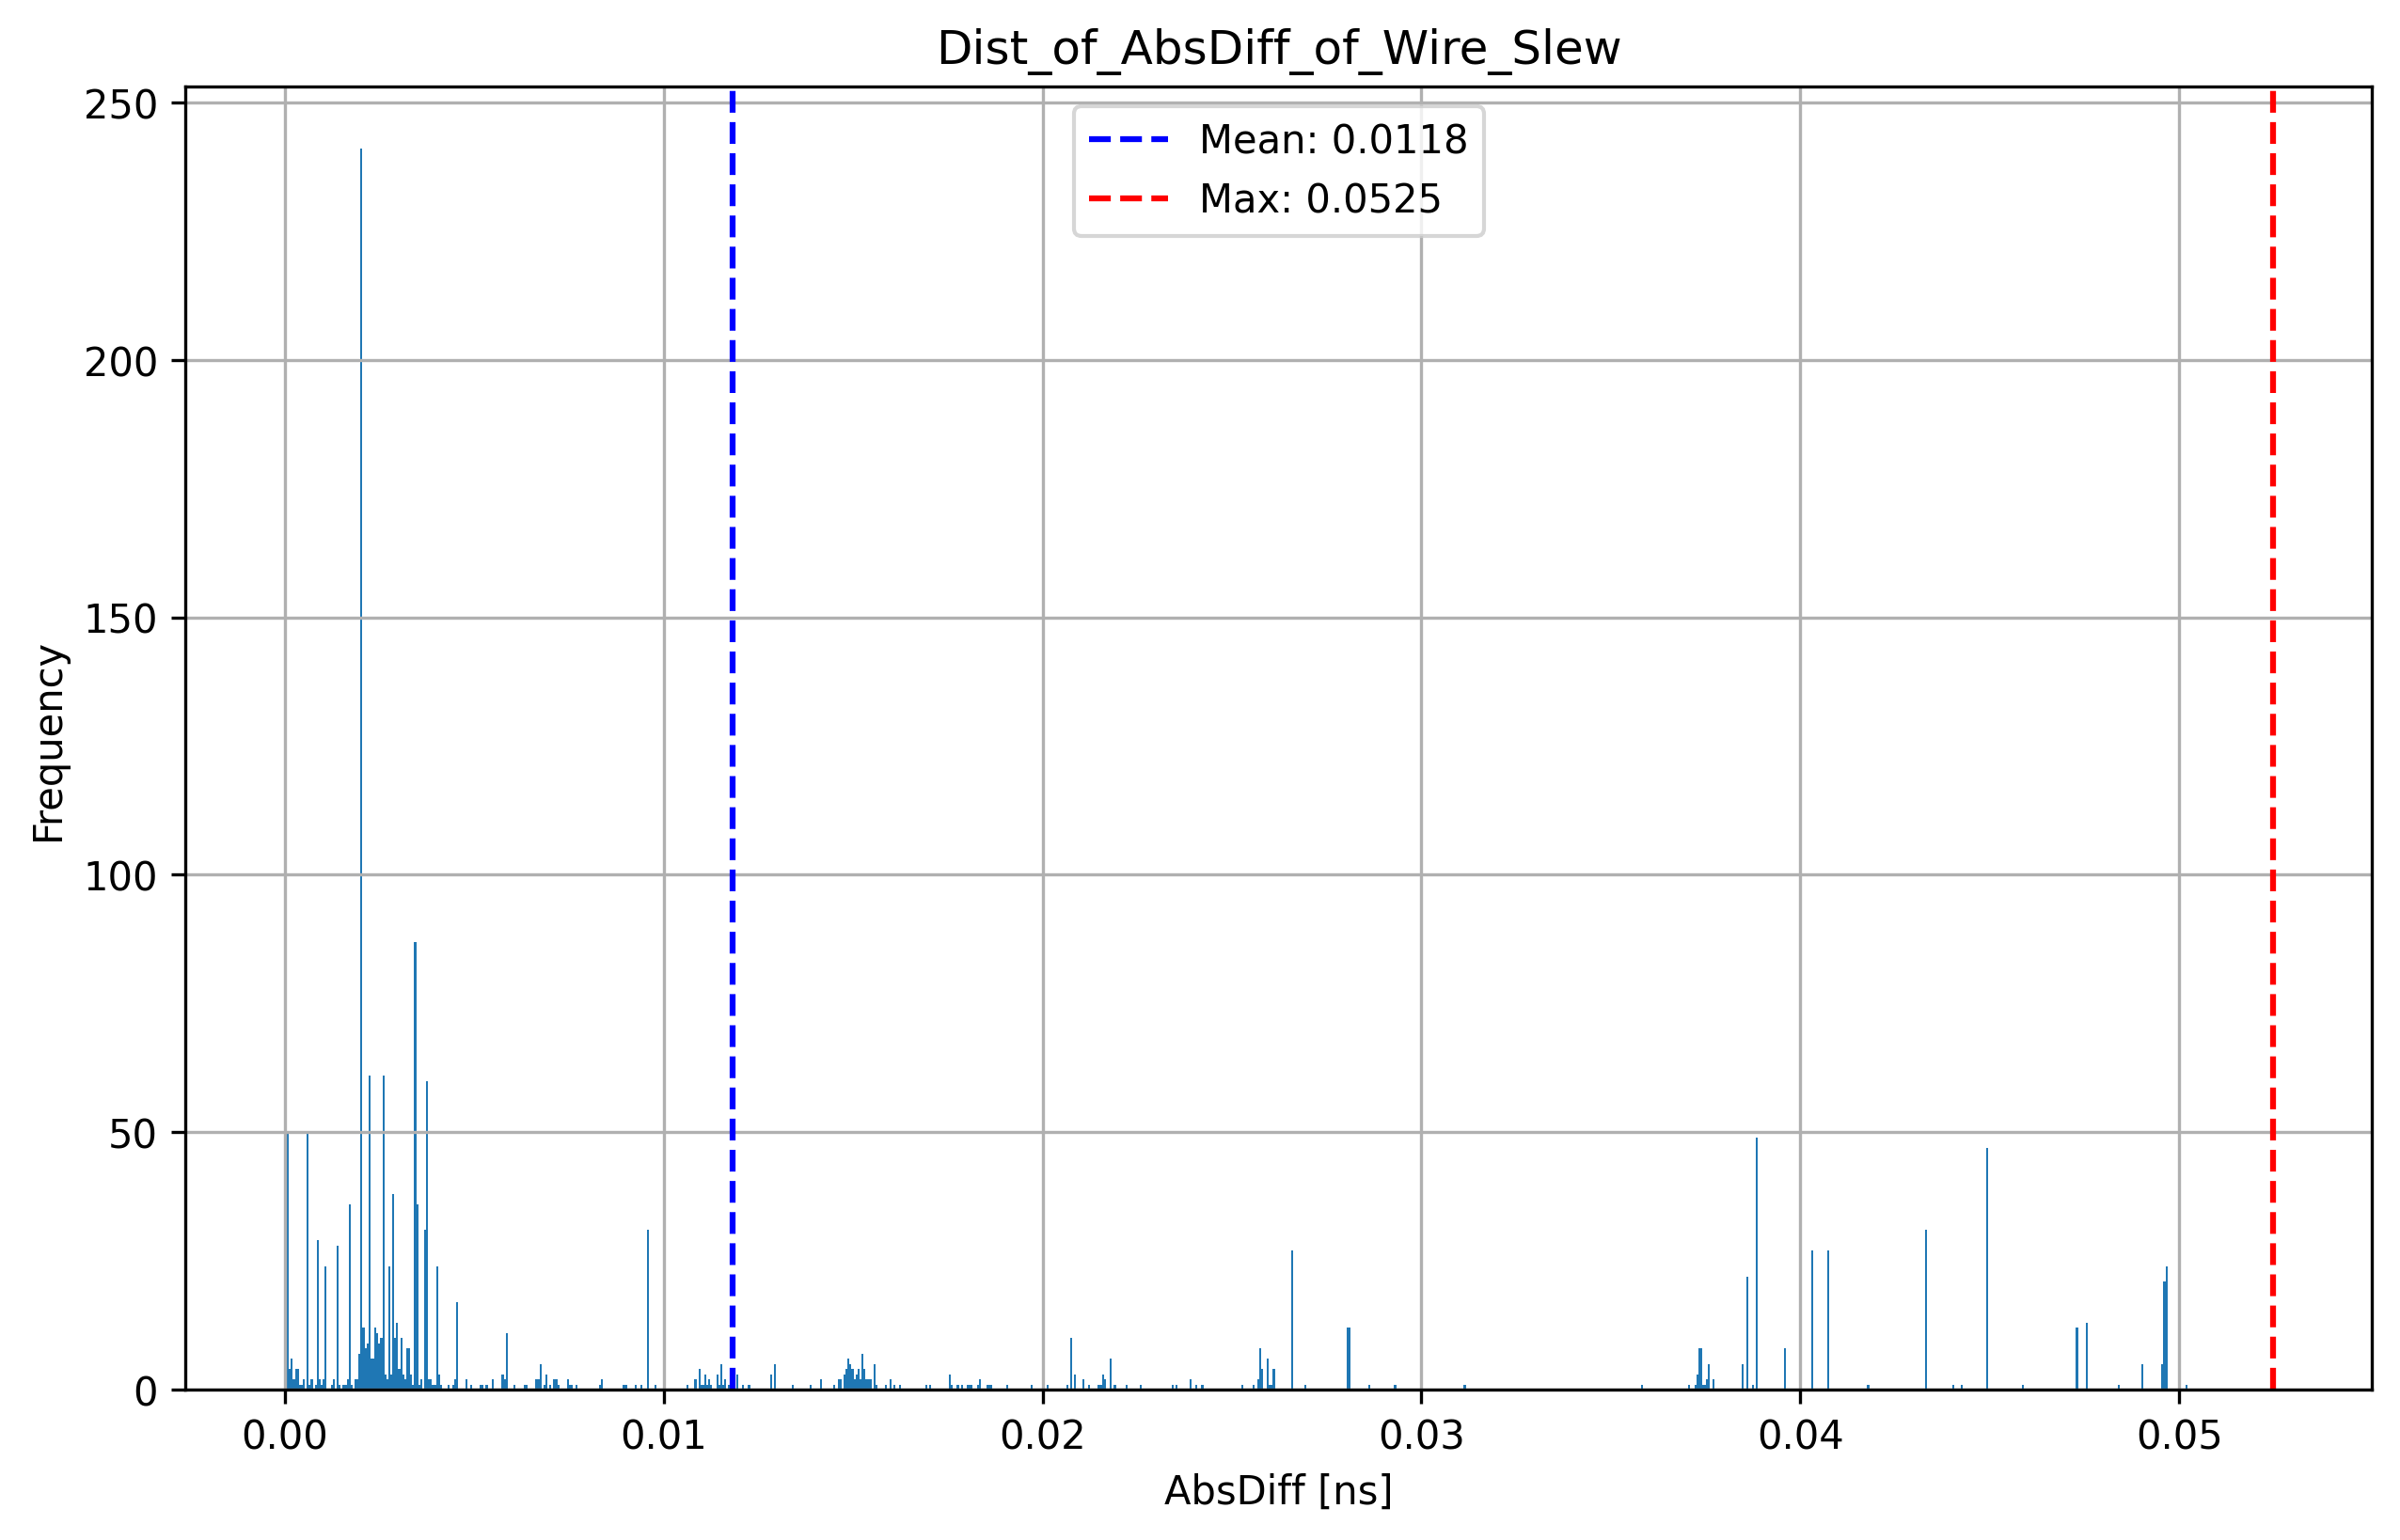 Dist_of_AbsDiff_of_Wire_Slew
Mean: 0.0118
Max: 0.0525
Frequency
250
200
150
100
50
0
0.00 0.01 0.02 0.03 0.04 0.05
AbsDiff [ns]